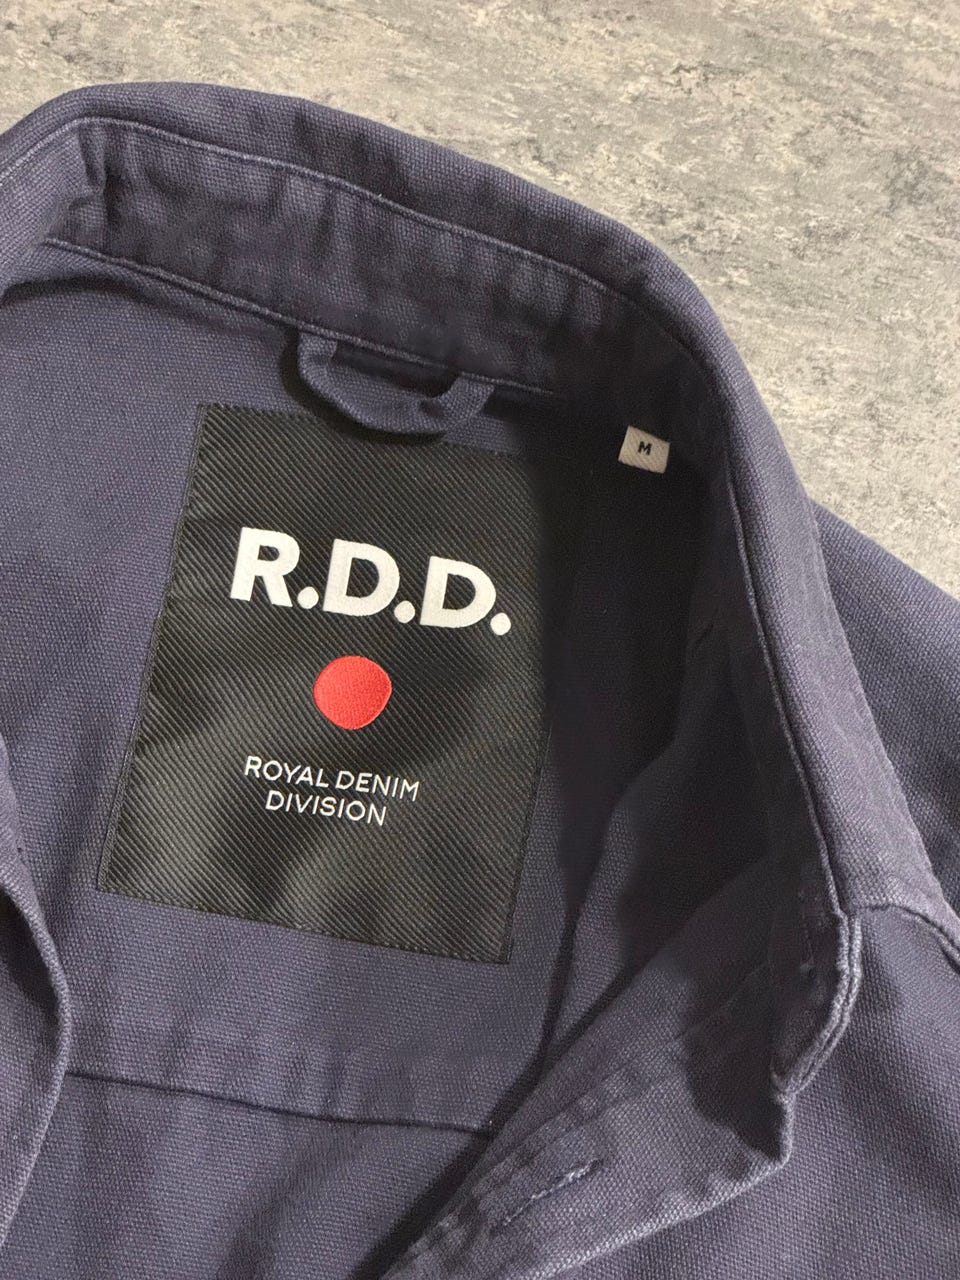 M
R.D.D.
ROYAL DENIM
DIVISION